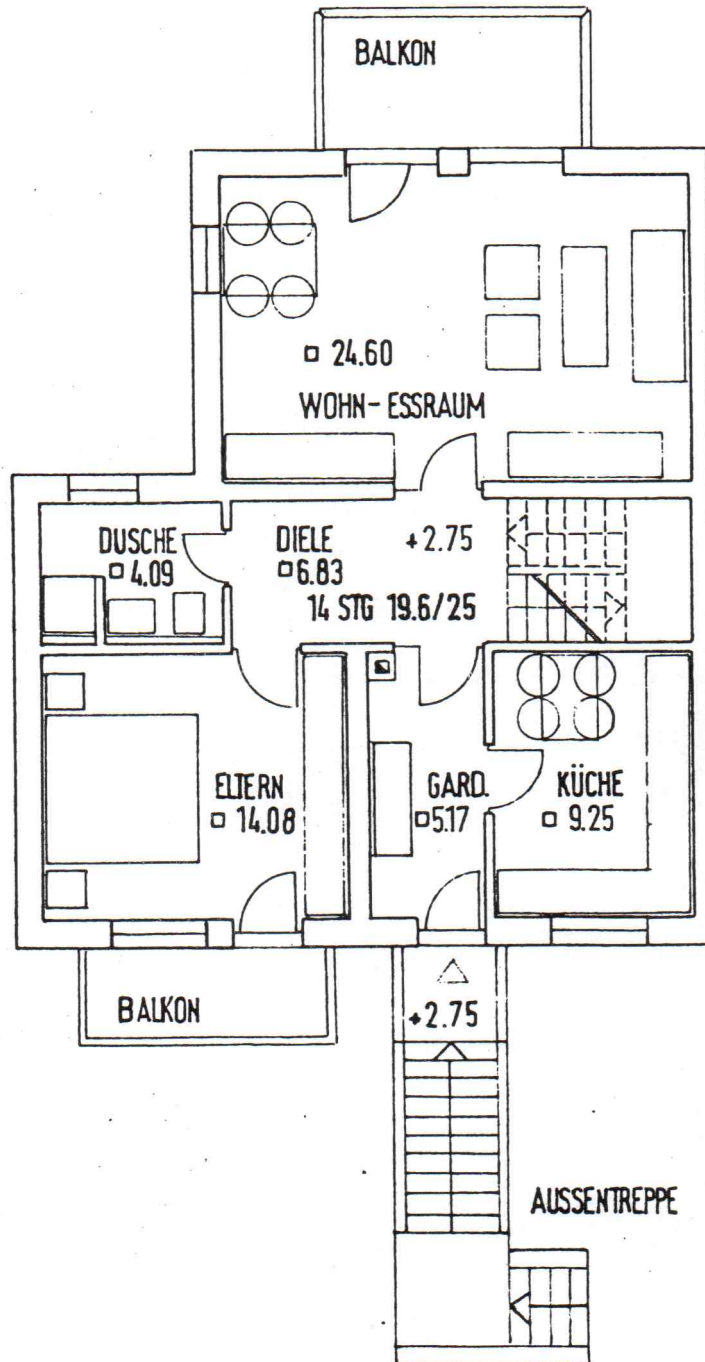 BALKON
24.60
WOHN-ESSRAUM
DUSCHE
4.09
DIELE
6.83
+2.75
14 STG 19.6/25
ELTERN
14.08
GARD.
5.17
KÜCHE
9.25
BALKON
+2.75
AUSSENTREPPE